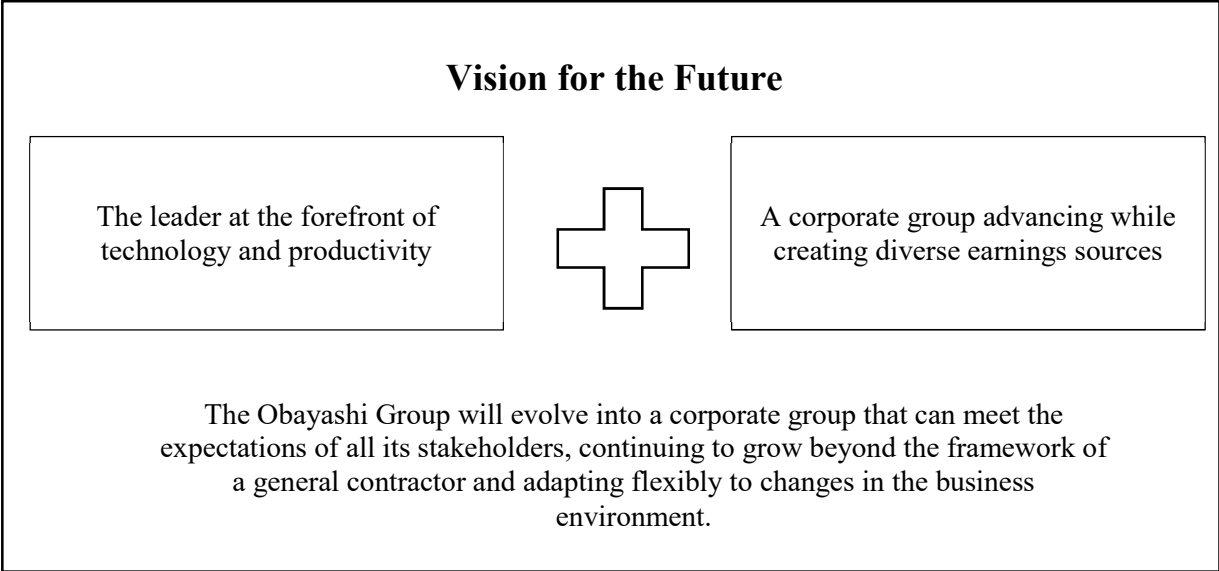 Vision for the Future
The leader at the forefront of
technology and productivity
A corporate group advancing while
creating diverse earnings sources
The Obayashi Group will evolve into a corporate group that can meet the
expectations of all its stakeholders, continuing to grow beyond the framework of
a general contractor and adapting flexibly to changes in the business
environment.